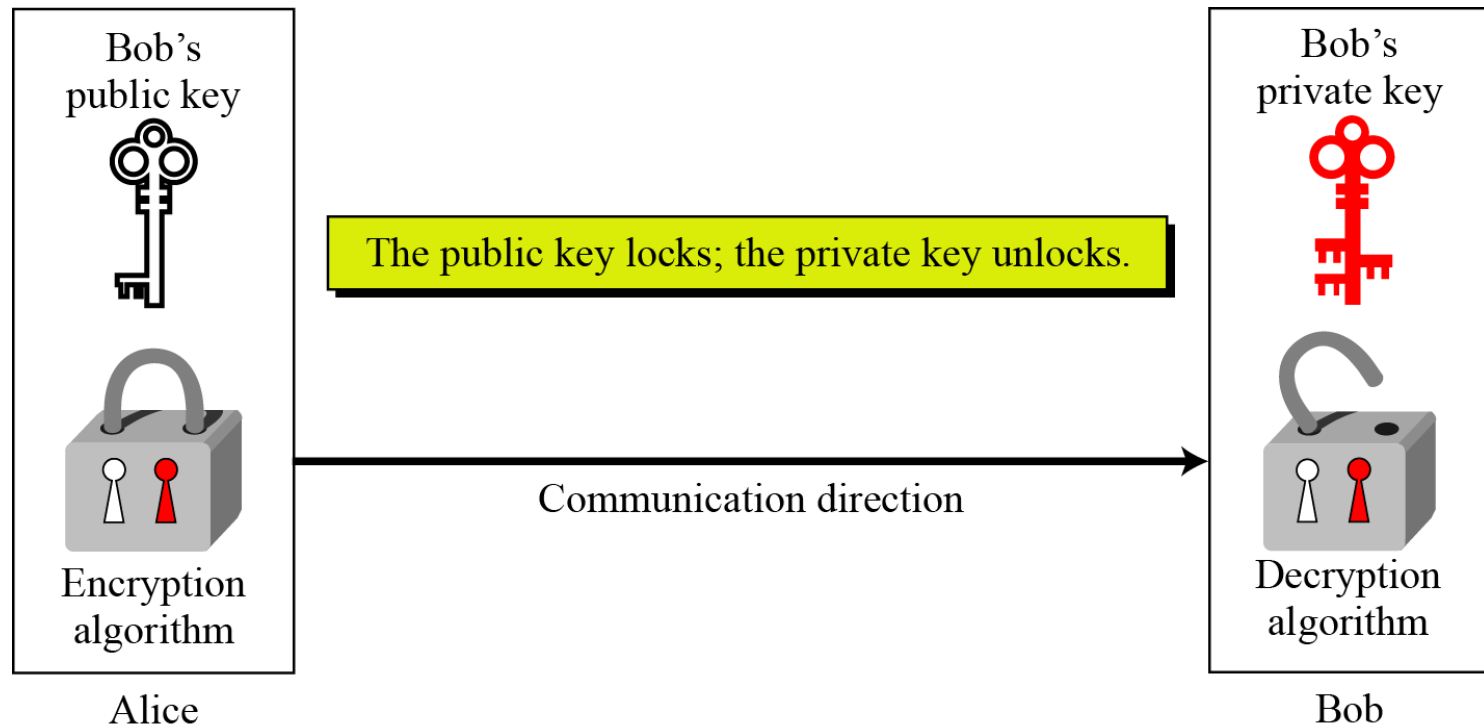 Bob’s
public key
Bob’s
private key
The public key locks; the private key unlocks.
Communication direction
Encryption
algorithm
Decryption
algorithm
Alice
Bob